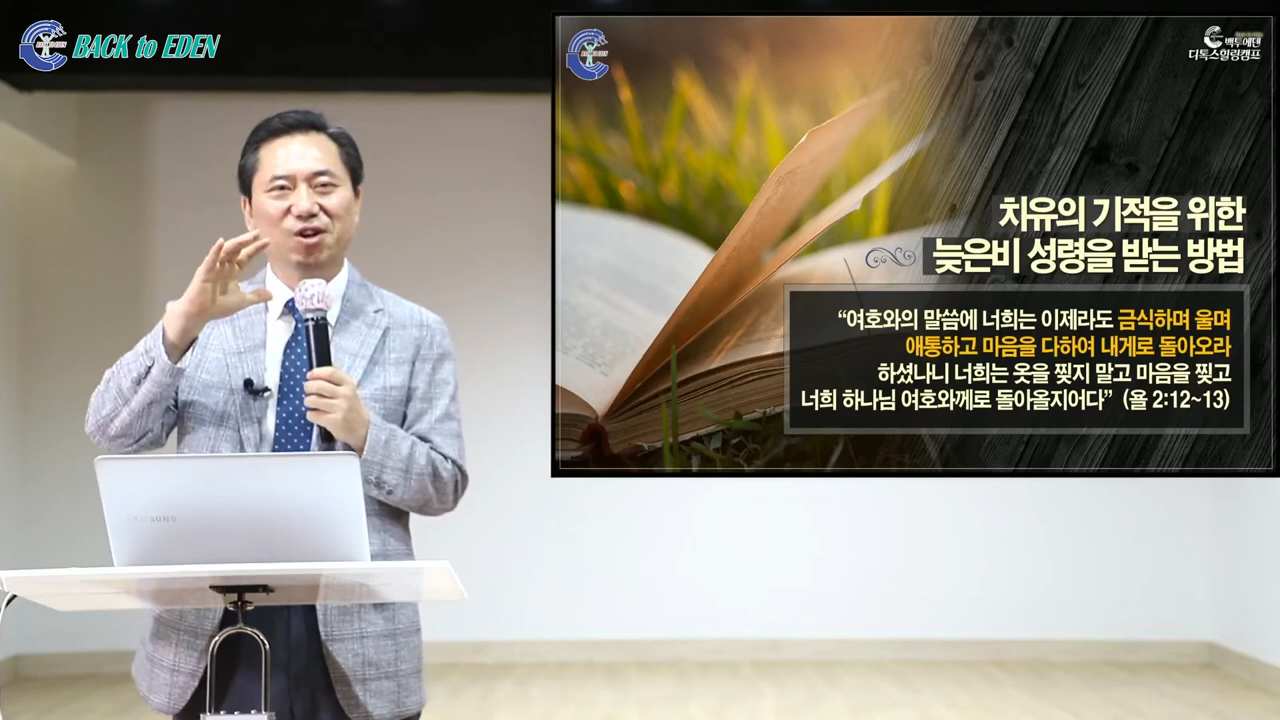 BACK to EDEN
백투에덴
디톡스힐링캠프
치유의 기적을 위한
늦은비 성령을 받는 방법
“여호와의 말씀에 너희는 이제라도 금식하며 울며
애통하고 마음을 다하여 내게로 돌아오라
하셨나니 너희는 옷을 찢지 말고 마음을 찢고
너희 하나님 여호와께로 돌아올지어다” (욜 2:12~13)
SAMSUNG